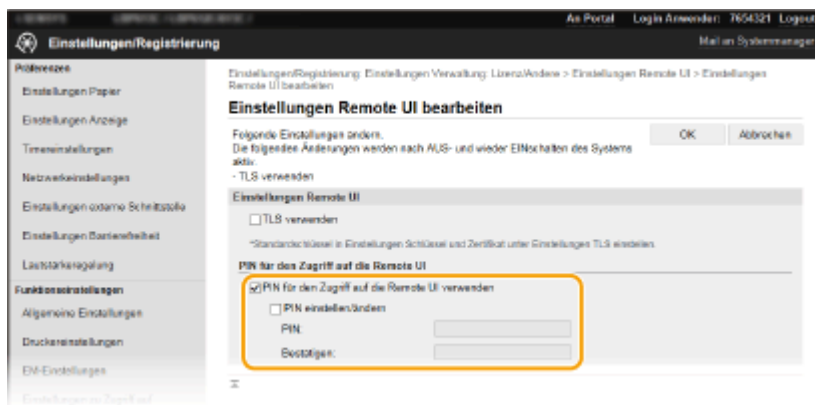 An Portal Login Anwender: 7654321 Logout
Einstellungen/Registrierung
Mail an Systemmanager
Präferenzen
Einstellungen Papier
Einstellungen Anzeige
Timereinstellungen
Netzwerkeinstellungen
Einstellungen externe Schnittstelle
Einstellungen Barrierefreiheit
Lautstärkeregelung
Funktionseinstellungen
Allgemeine Einstellungen
Druckereinstellungen
EM-Einstellungen
Einstellungen/Registrierung: Einstellungen Verwaltung: Lizenz/Andere > Einstellungen Remote UI > Einstellungen
Remote UI bearbeiten
Einstellungen Remote UI bearbeiten
Folgende Einstellungen ändern.
Die folgenden Änderungen werden nach AUS- und wieder EINschalten des Systems
aktiv.
- TLS verwenden
OK Abbrechen
Einstellungen Remote UI
TLS verwenden
*Standardschlüssel in Einstellungen Schlüssel und Zertifikat unter Einstellungen TLS einstellen.
PIN für den Zugriff auf die Remote UI
PIN für den Zugriff auf die Remote UI verwenden
PIN einstellen/ändern
PIN:
Bestätigen: